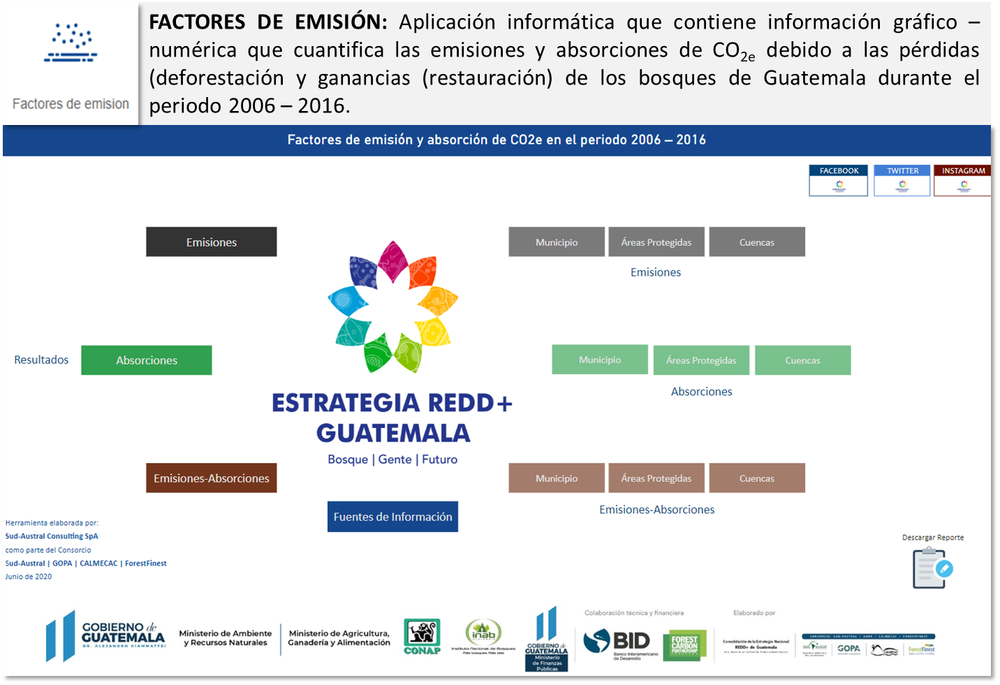 Factores de emision
FACTORES DE EMISIÓN: Aplicación informática que contiene información gráfico –
numérica que cuantifica las emisiones y absorciones de CO2e debido a las pérdidas
(deforestación y ganancias (restauración) de los bosques de Guatemala durante el
periodo 2006 – 2016.
Factores de emisión y absorción de CO2e en el periodo 2006 – 2016
FACEBOOK TWITTER INSTAGRAM
Emisiones
Municipio Áreas Protegidas Cuencas
Emisiones
Resultados Absorciones
Municipio Áreas Protegidas Cuencas
Absorciones
ESTRATEGIA REDD+
GUATEMALA
Bosque | Gente | Futuro
Emisiones-Absorciones
Municipio Áreas Protegidas Cuencas
Emisiones-Absorciones
Fuentes de Información
Herramienta elaborada por:
Sud-Austral Consulting SpA
como parte del Consorcio
Sud-Austral | GOPA | CALMECAC | ForestFinest
Junio de 2020
Descargar Reporte
GOBIERNO de
GUATEMALA
DR. ALEJANDRO GIAMMATTEI
Ministerio de Ambiente
y Recursos Naturales
Ministerio de Agricultura,
Ganadería y Alimentación
CONAP
inab
Instituto Nacional de Bosques
Más bosques, Más vida
GOBIERNO de
GUATEMALA
Ministerio
de Finanzas
Públicas
Colaboración técnica y financiera
BID
Banco Interamericano
de Desarrollo
FOREST
CARBON
PARTNERSHIP
Elaborado por
Consolidación de la Estrategia Nacional
REDD+ de Guatemala
CONSORCIO: SUD-AUSTRAL / GOPA / CALMECAC / FORESTFINEST
GOPA
CALMECAC
ForestFinest